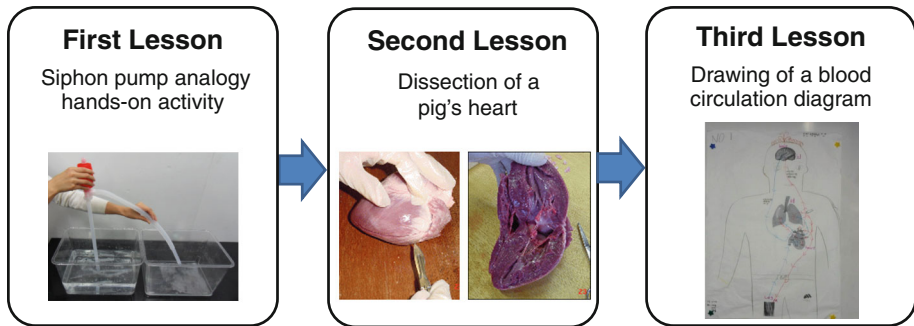 First Lesson
Siphon pump analogy
hands-on activity
Second Lesson
Dissection of a
pig's heart
Third Lesson
Drawing of a blood
circulation diagram